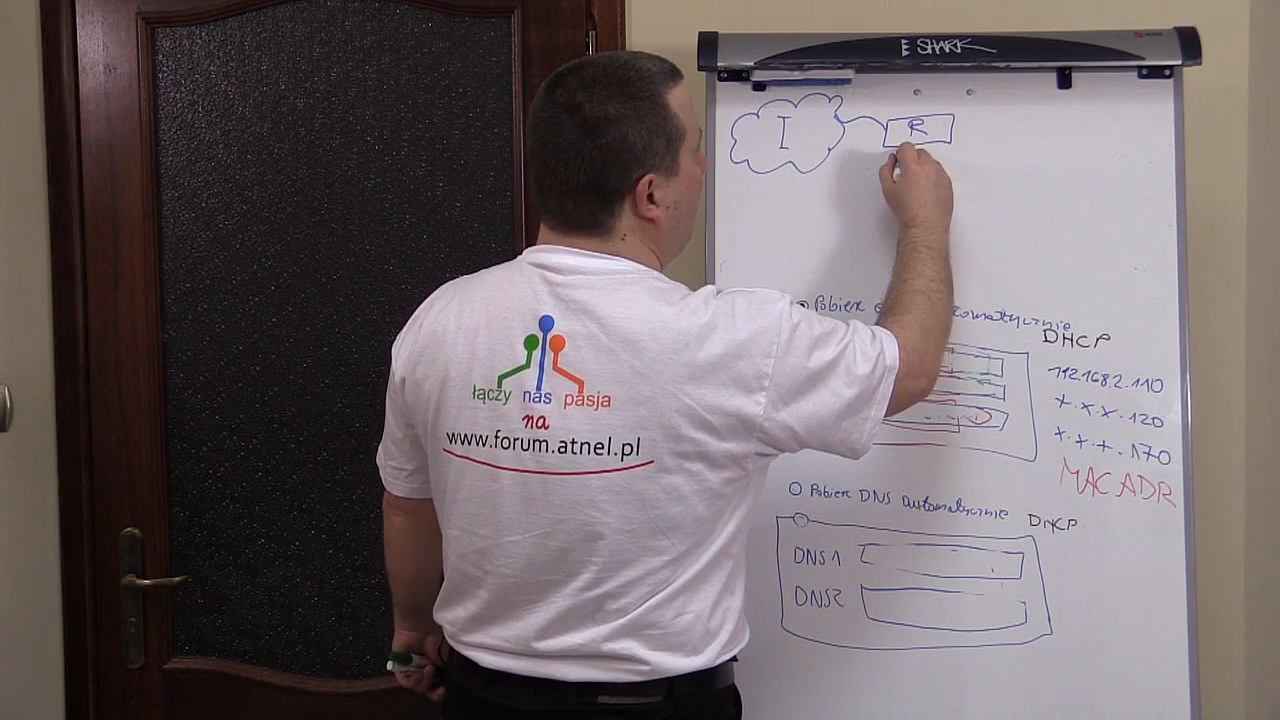 E SHARK
I
R
Pobierz
DHCP
192.168.2.110
x.x.x.120
x.x.x.170
MAC ADR
Pobierz DNS automatycznie
DHCP
DNS1
DNS2
łączy nas pasja
na
www.forum.atnel.pl